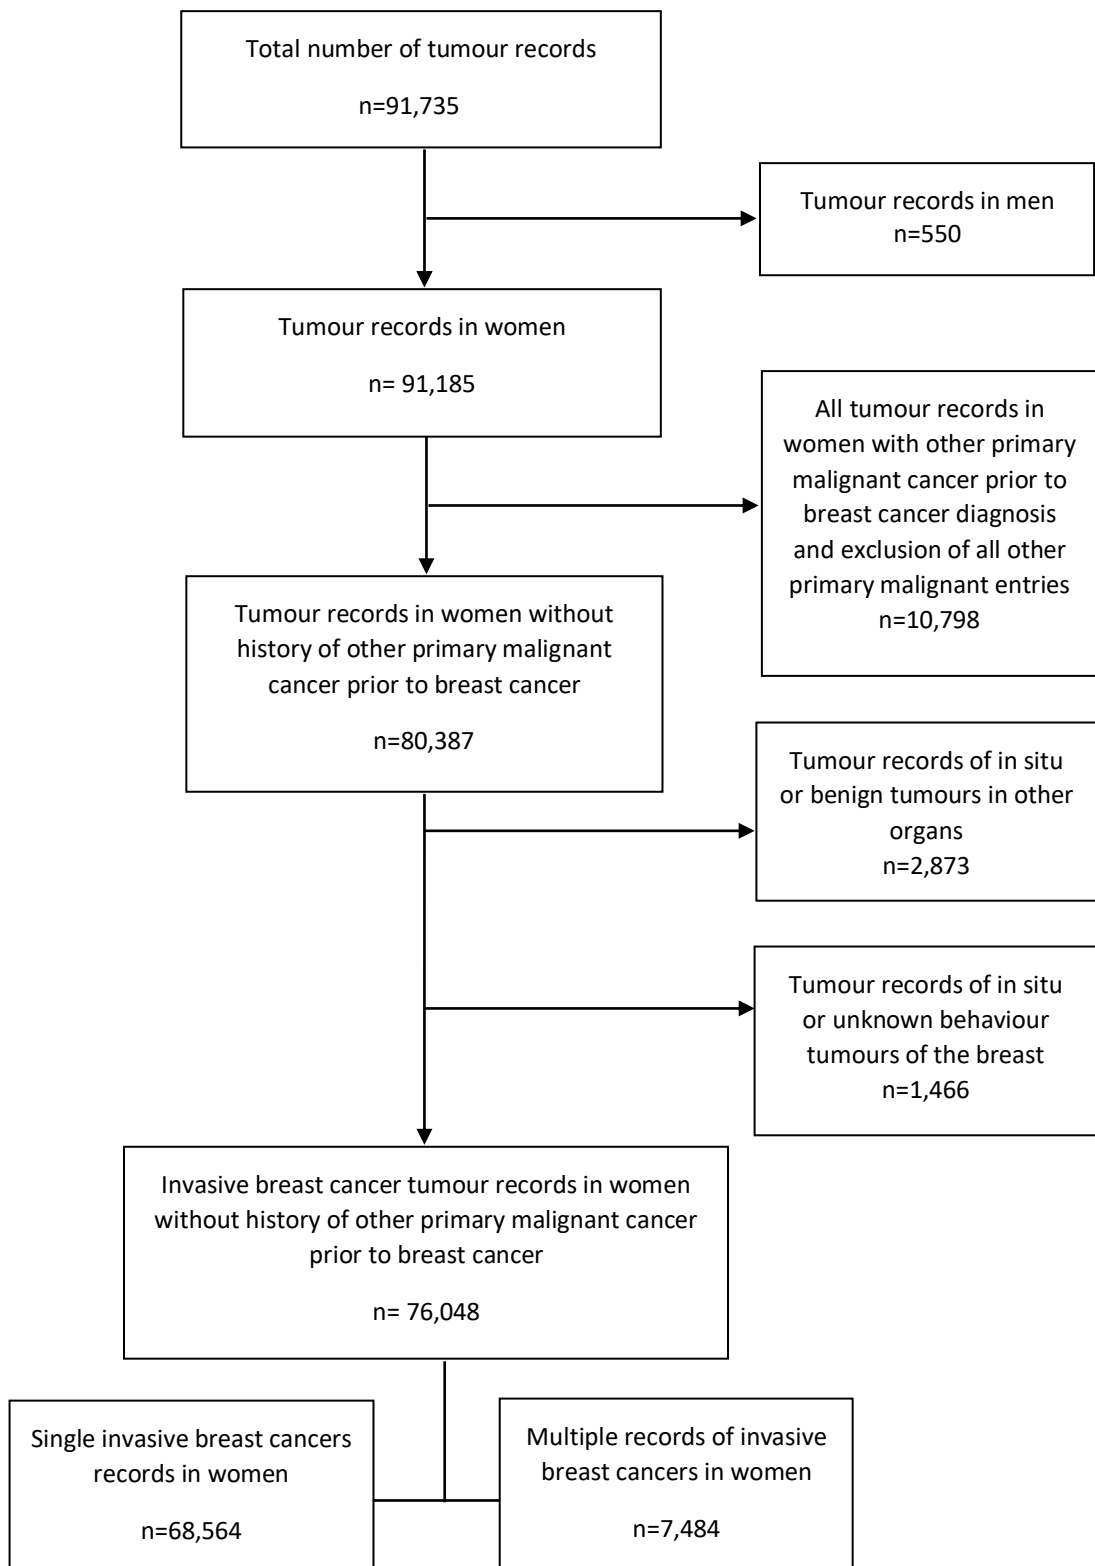 Total number of tumour records
n=91,735
Tumour records in men
n=550
Tumour records in women
n= 91,185
All tumour records in
women with other primary
malignant cancer prior to
breast cancer diagnosis
and exclusion of all other
primary malignant entries
n=10,798
Tumour records in women without
history of other primary malignant
cancer prior to breast cancer
n=80,387
Tumour records of in situ
or benign tumours in other
organs
n=2,873
Tumour records of in situ
or unknown behaviour
tumours of the breast
n=1,466
Invasive breast cancer tumour records in women
without history of other primary malignant cancer
prior to breast cancer
n= 76,048
Single invasive breast cancers
records in women
n=68,564
Multiple records of invasive
breast cancers in women
n=7,484